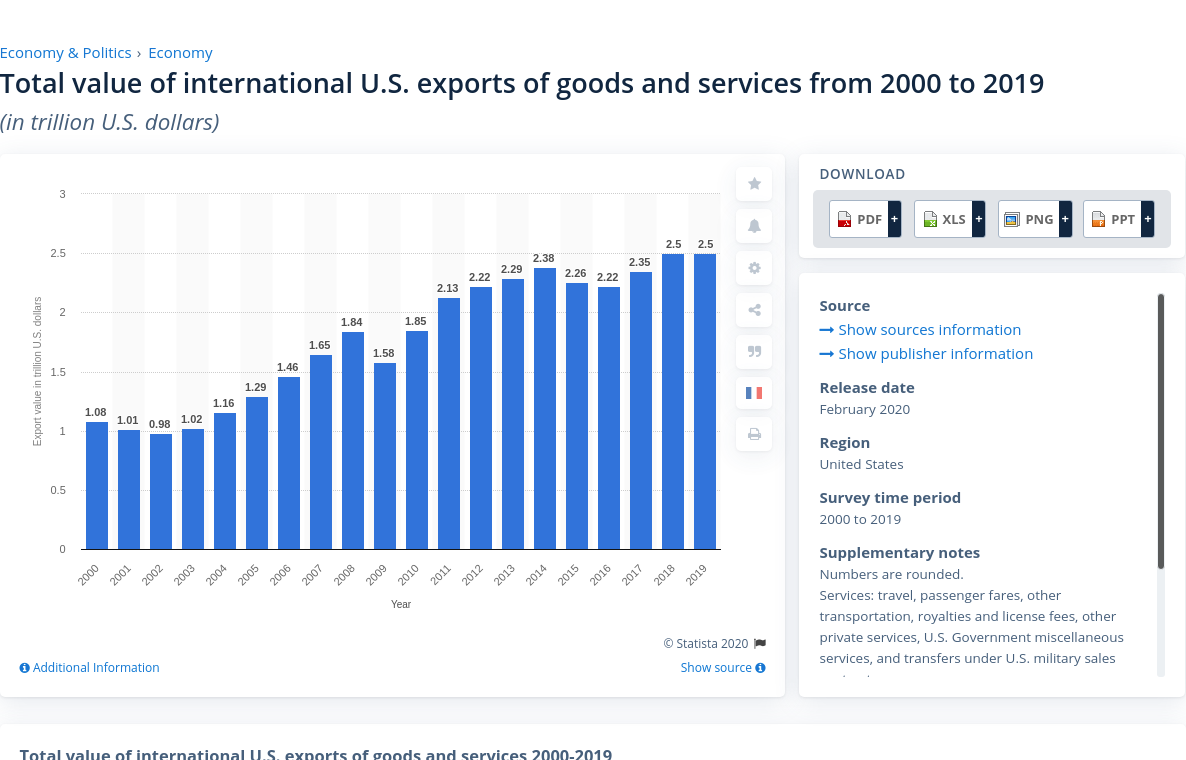 Economy & Politics › Economy
Total value of international U.S. exports of goods and services from 2000 to 2019
(in trillion U.S. dollars)
3
2.5
2
1.5
1
0.5
0
Export value in trillion U.S. dollars
1.08
1.01
0.98
1.02
1.16
1.29
1.46
1.65
1.84
1.58
1.85
2.13
2.22
2.29
2.38
2.26
2.22
2.35
2.5
2.5
2000
2001
2002
2003
2004
2005
2006
2007
2008
2009
2010
2011
2012
2013
2014
2015
2016
2017
2018
2019
Year
© Statista 2020
Additional Information
Show source
DOWNLOAD
PDF + XLS + PNG + PPT +
Source
Show sources information
Show publisher information
Release date
February 2020
Region
United States
Survey time period
2000 to 2019
Supplementary notes
Numbers are rounded.
Services: travel, passenger fares, other
transportation, royalties and license fees, other
private services, U.S. Government miscellaneous
services, and transfers under U.S. military sales
Total value of international U.S. exports of goods and services 2000-2019